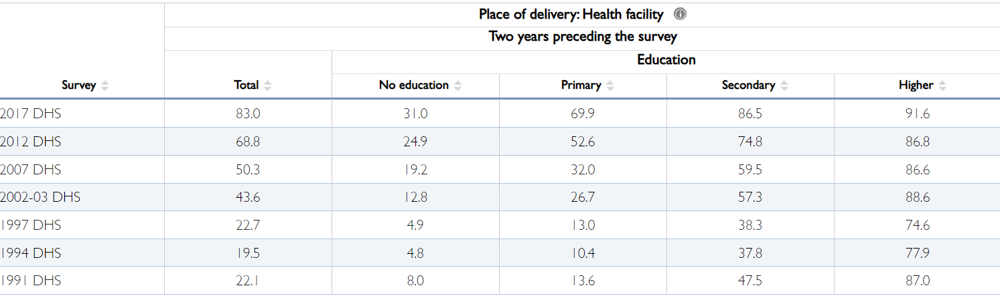 Place of delivery: Health facility
Two years preceding the survey
Education
Survey Total No education Primary Secondary Higher
2017 DHS 83.0 31.0 69.9 86.5 91.6
2012 DHS 68.8 24.9 52.6 74.8 86.8
2007 DHS 50.3 19.2 32.0 59.5 86.6
2002-03 DHS 43.6 12.8 26.7 57.3 88.6
1997 DHS 22.7 4.9 13.0 38.3 74.6
1994 DHS 19.5 4.8 10.4 37.8 77.9
1991 DHS 22.1 8.0 13.6 47.5 87.0